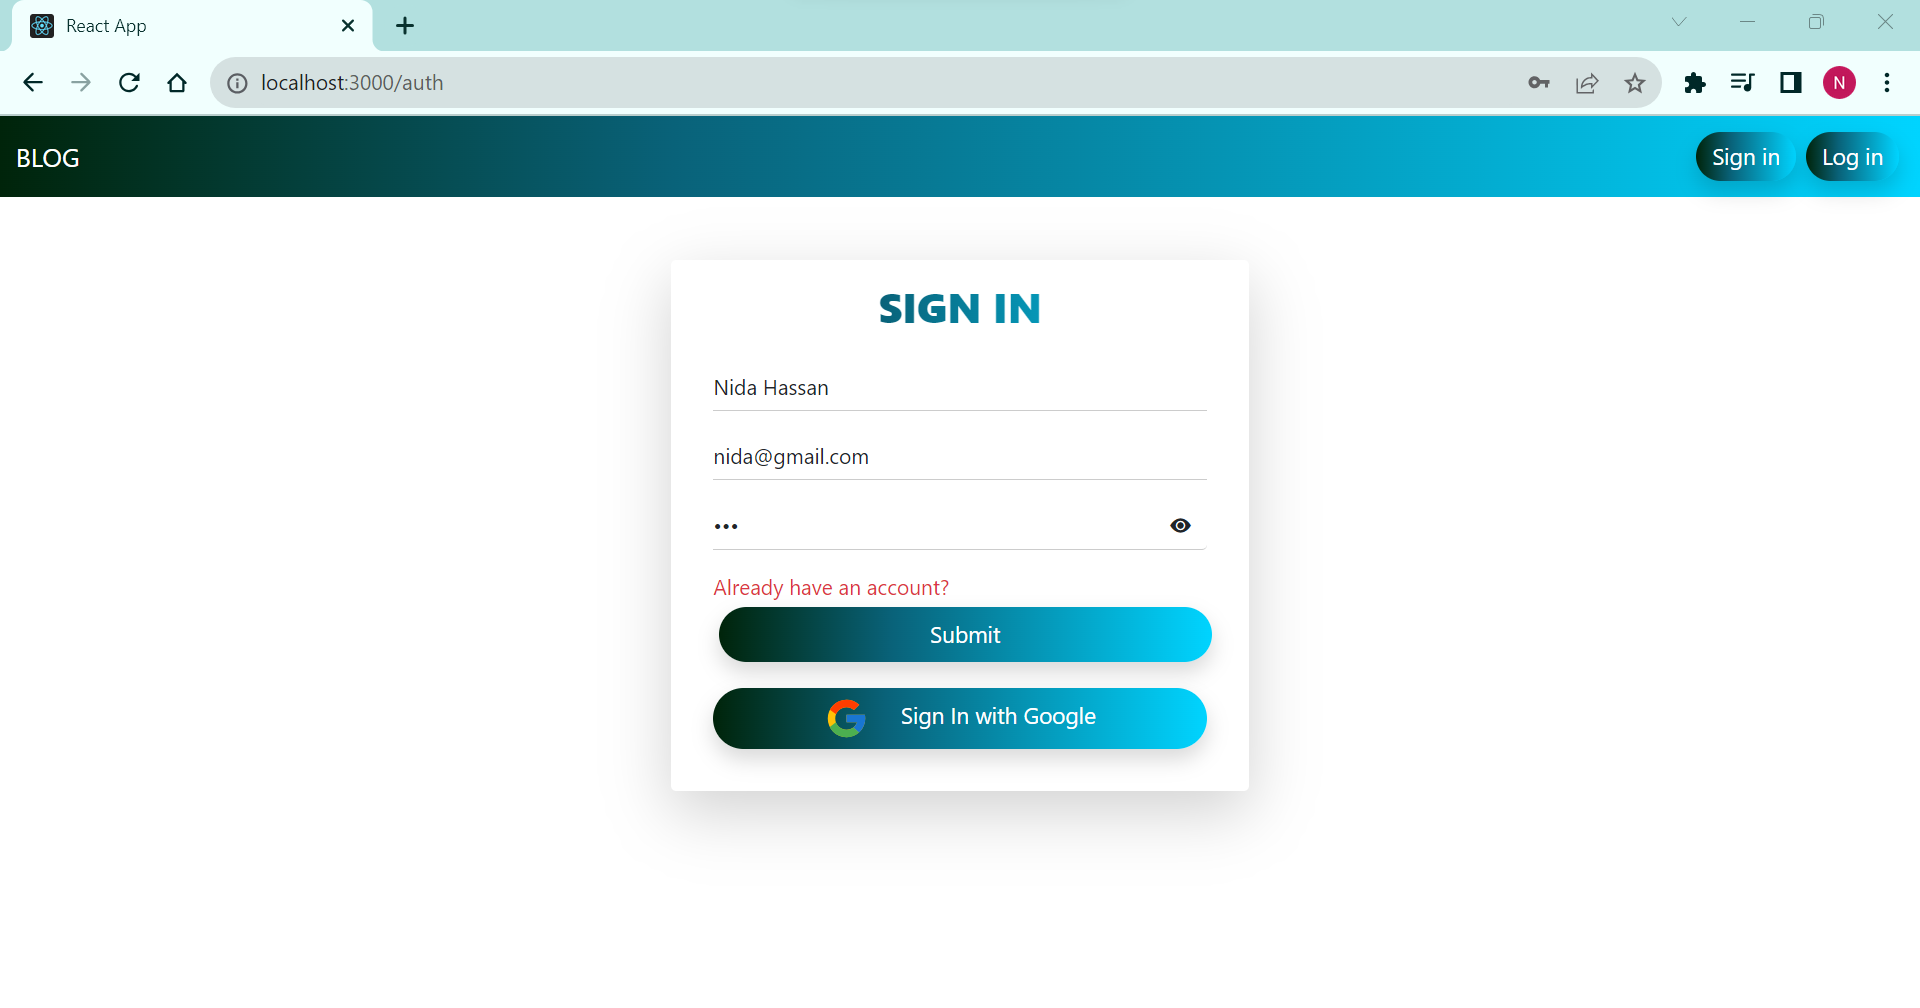 React App
localhost:3000/auth
N
BLOG
Sign in
Log in
SIGN IN
Nida Hassan
nida@gmail.com
•••
Already have an account?
Submit
Sign In with Google